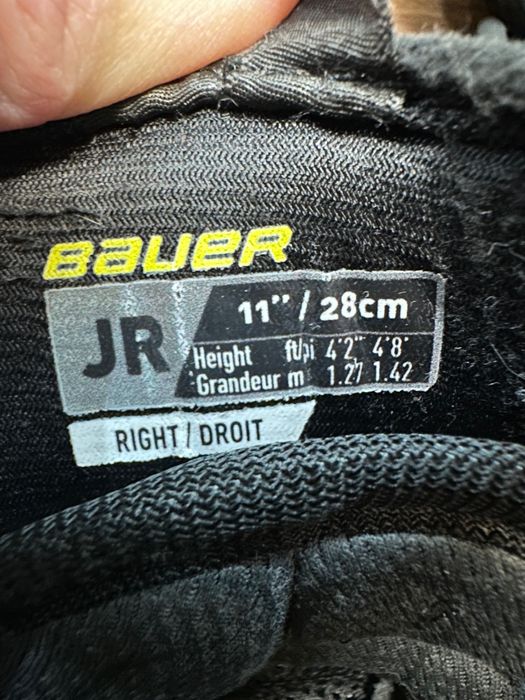 BAUER
JR
11" / 28cm
Height ft/pi 4'2" 4'8"
Grandeur m 1.27 1.42
RIGHT / DROIT